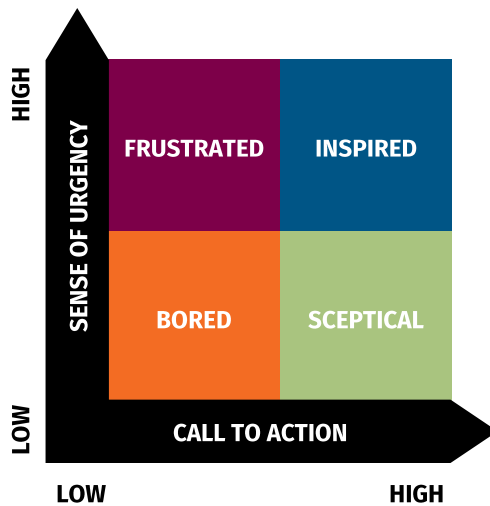 HIGH
SENSE OF URGENCY
FRUSTRATED
INSPIRED
BORED
SCEPTICAL
LOW
CALL TO ACTION
LOW
HIGH